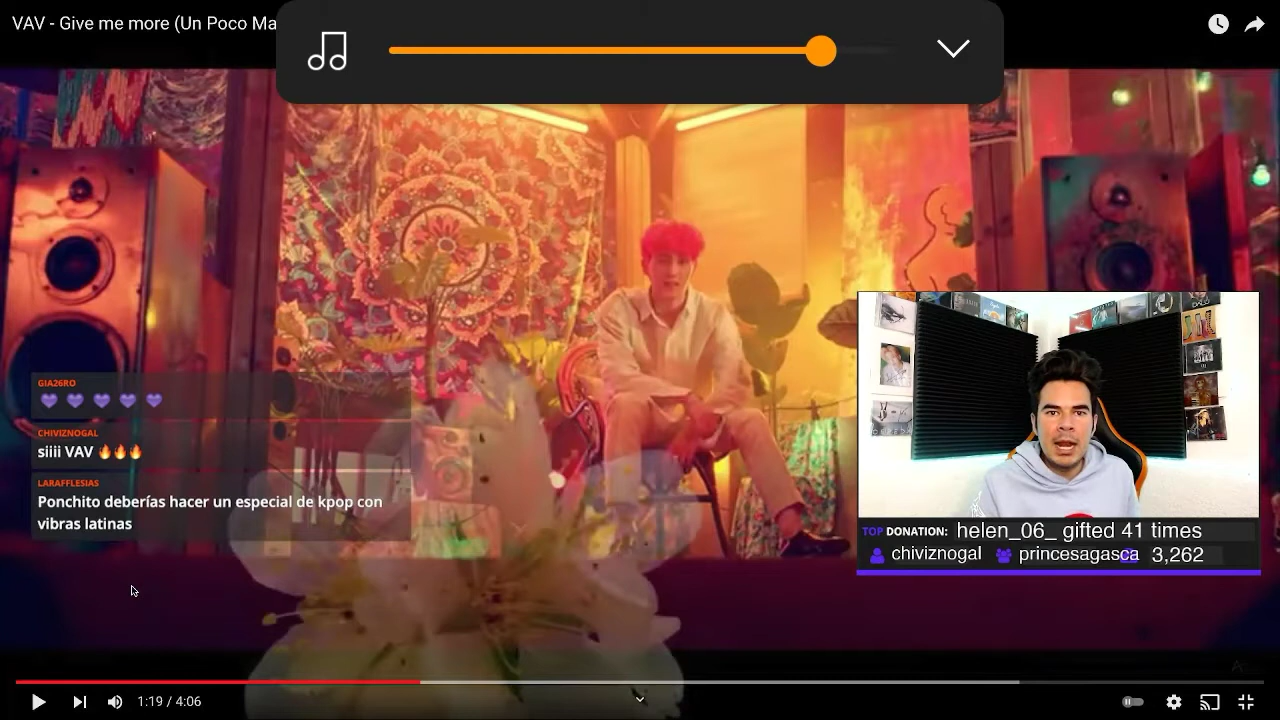 VAV - Give me more (Un Poco Ma
GIA26RO
💜 💜 💜 💜 💜
CHIVIZNOGAL
siiii VAV 🔥🔥🔥
LARAFFLESIAS
Ponchito deberías hacer un especial de kpop con
vibras latinas
TOP DONATION: helen_06_ gifted 41 times
chiviznogal princesagasca 3,262
1:19 / 4:06